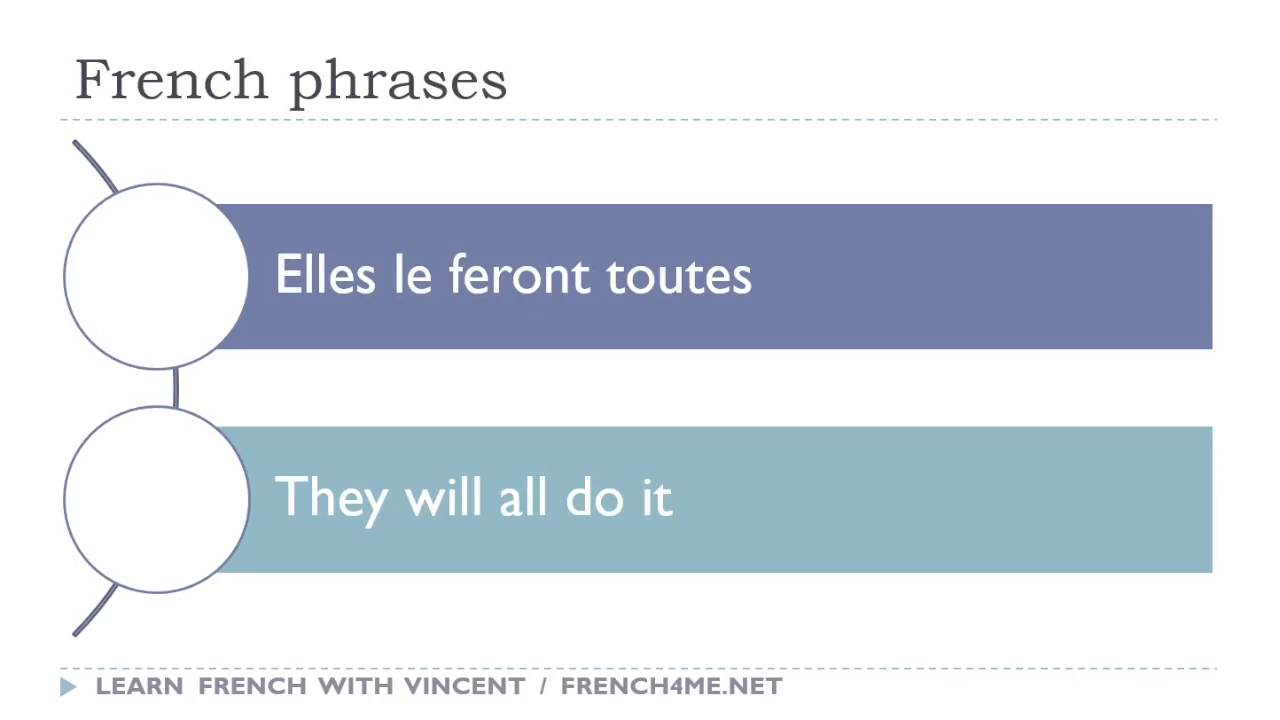 French phrases
Elles le feront toutes
They will all do it
LEARN FRENCH WITH VINCENT / FRENCH4ME.NET